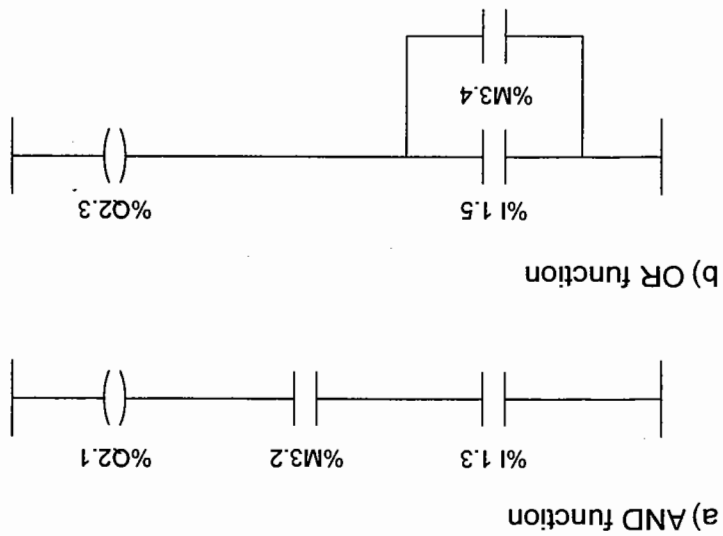 a) AND function
%I 1.3 %M3.2 %Q2.1
b) OR function
%I 1.5 %Q2.3
%M3.4